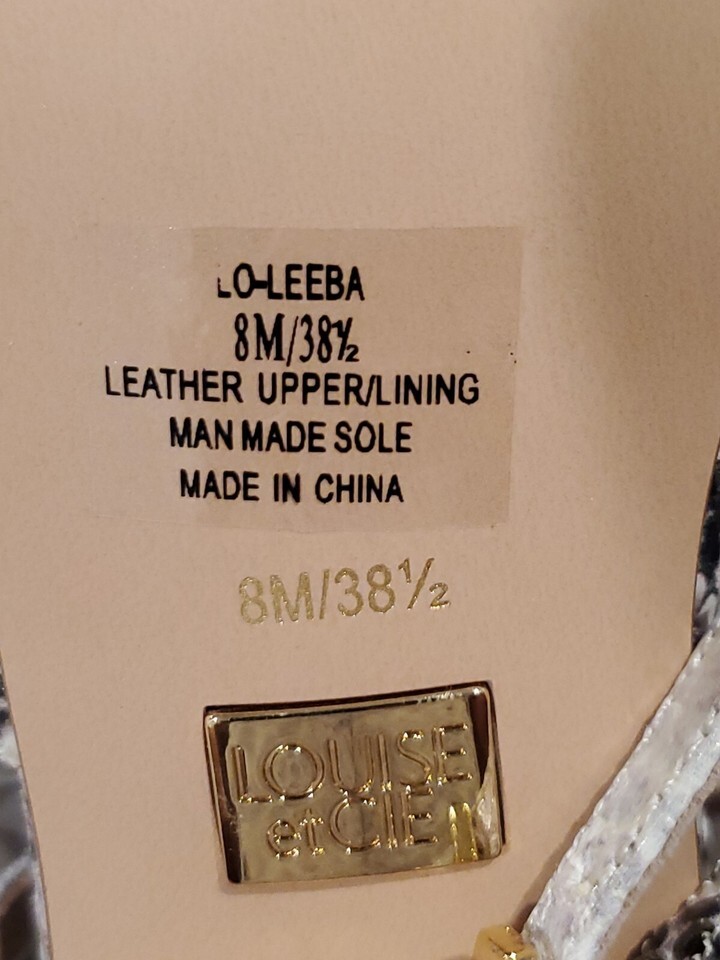 LO-LEEBA
8M/38½
LEATHER UPPER/LINING
MAN MADE SOLE
MADE IN CHINA
8M/38½
LOUISE
et CIE